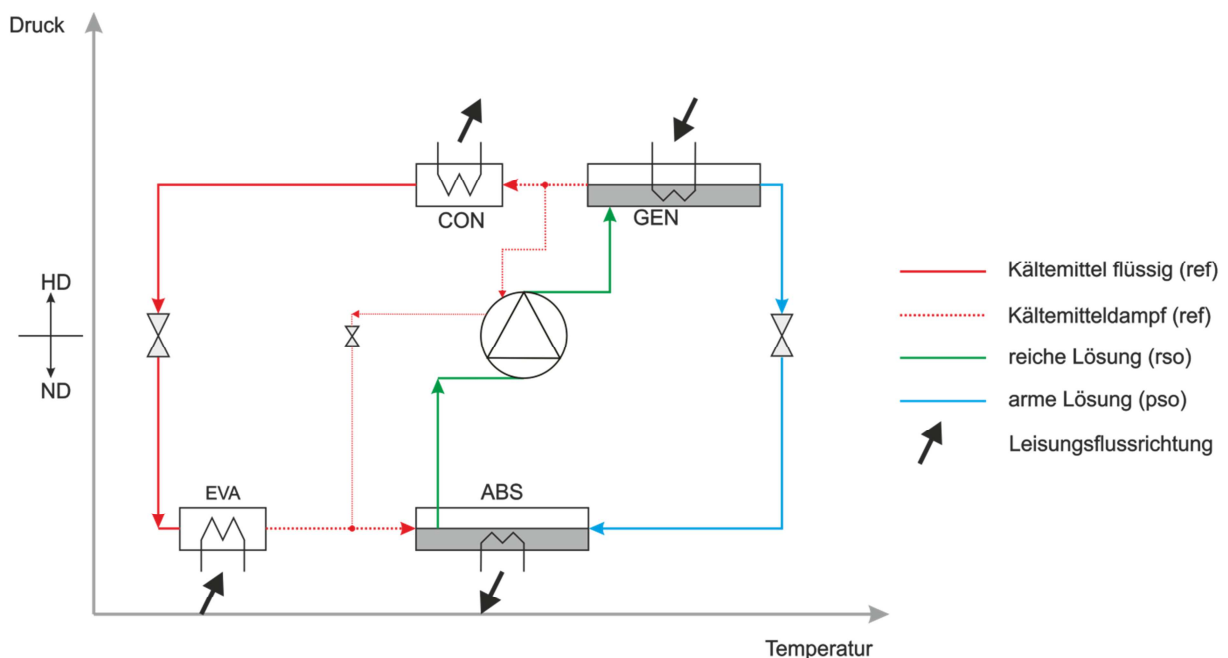 Druck
CON
GEN
HD
ND
Kältemittel flüssig (ref)
Kältemitteldampf (ref)
reiche Lösung (rso)
arme Lösung (pso)
Leisungsflussrichtung
EVA
ABS
Temperatur